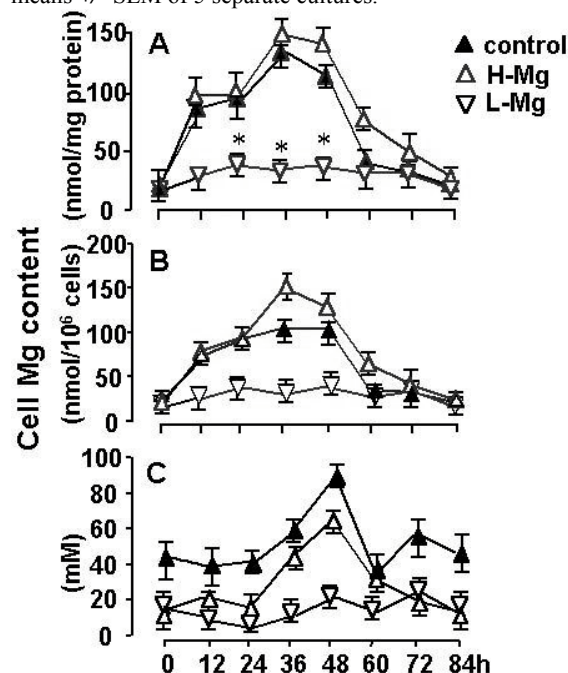 means +/- SEM of 5 separate cultures.
A
control
H-Mg
L-Mg
150
100
50
0
(nmol/mg protein)
* * *
B
200
150
100
50
0
Cell Mg content
(nmol/10⁶ cells)
C
100
80
60
40
20
0
(mM)
0 12 24 36 48 60 72 84h